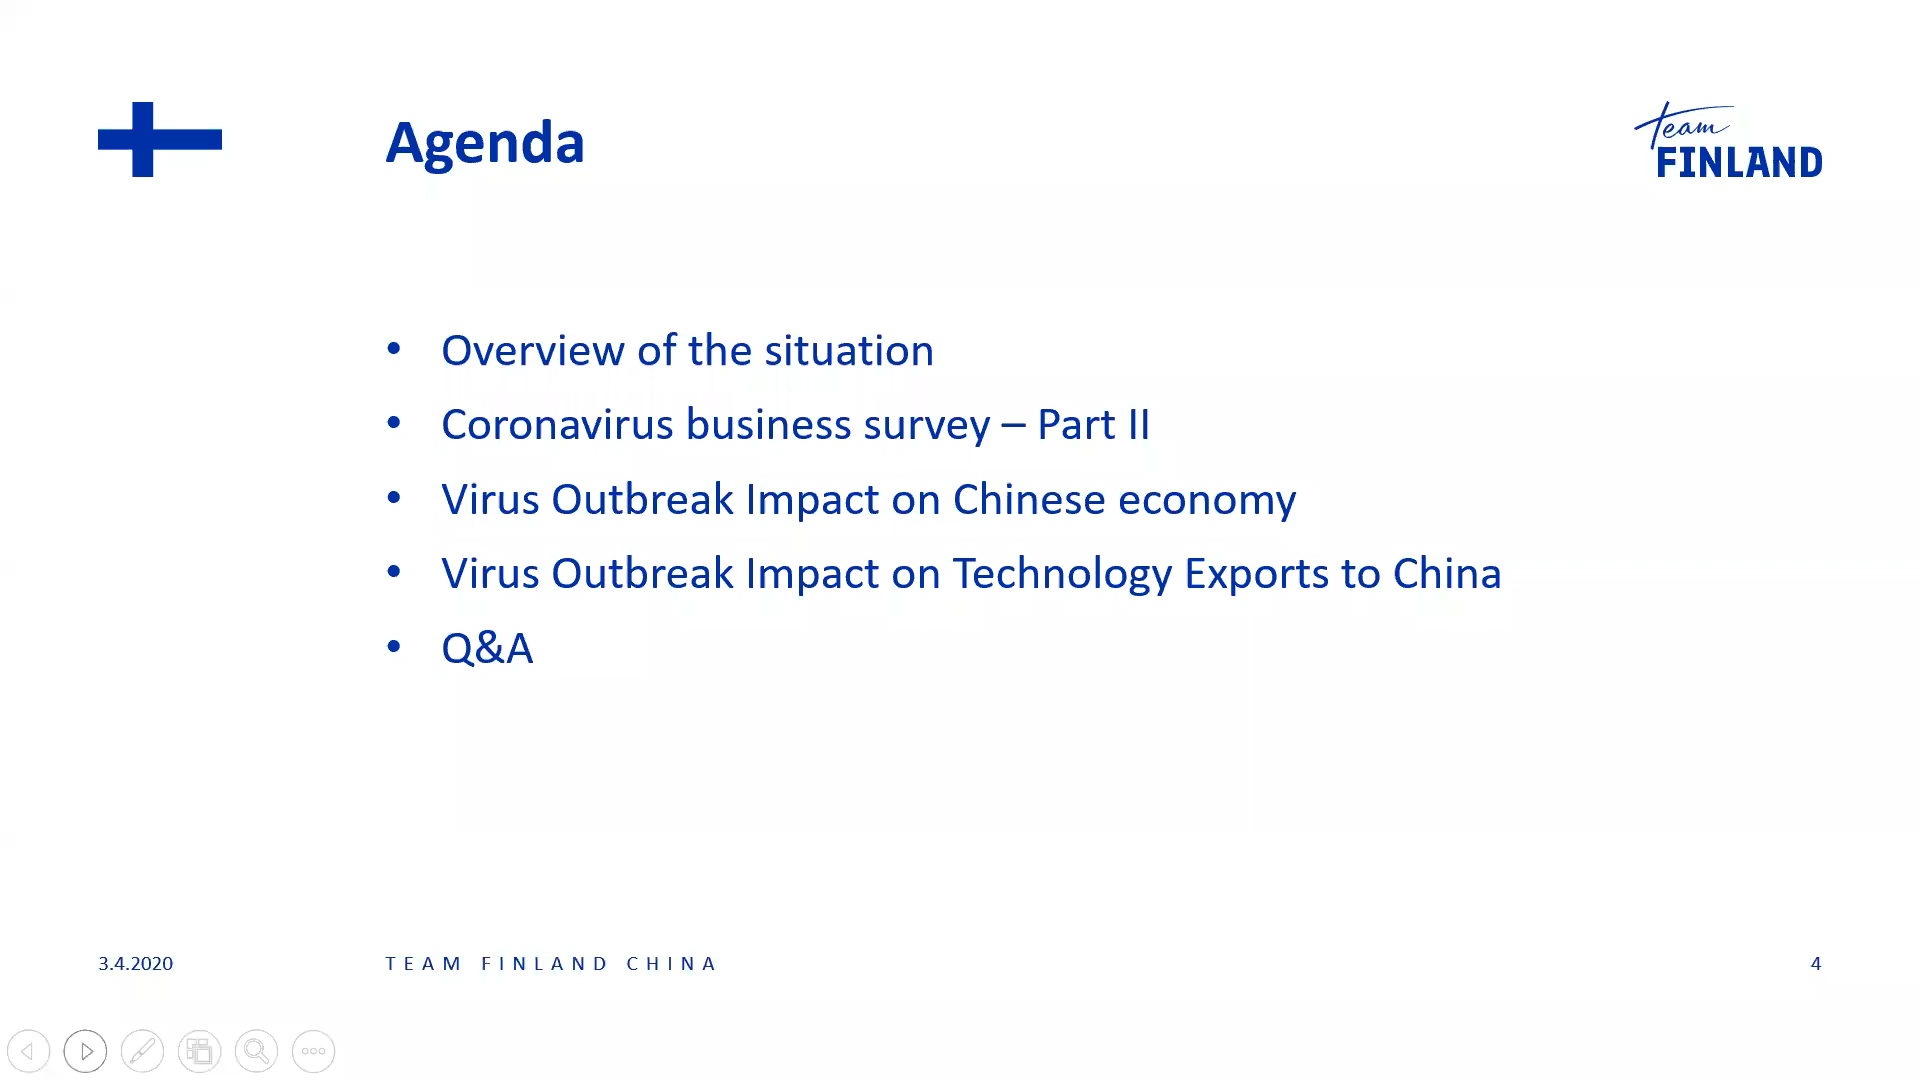 Agenda
Team
FINLAND
• Overview of the situation
• Coronavirus business survey – Part II
• Virus Outbreak Impact on Chinese economy
• Virus Outbreak Impact on Technology Exports to China
• Q&A
3.4.2020
TEAM FINLAND CHINA
4